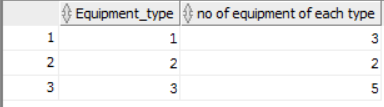 Equipment_type no of equipment of each type
1 1 3
2 2 2
3 3 5